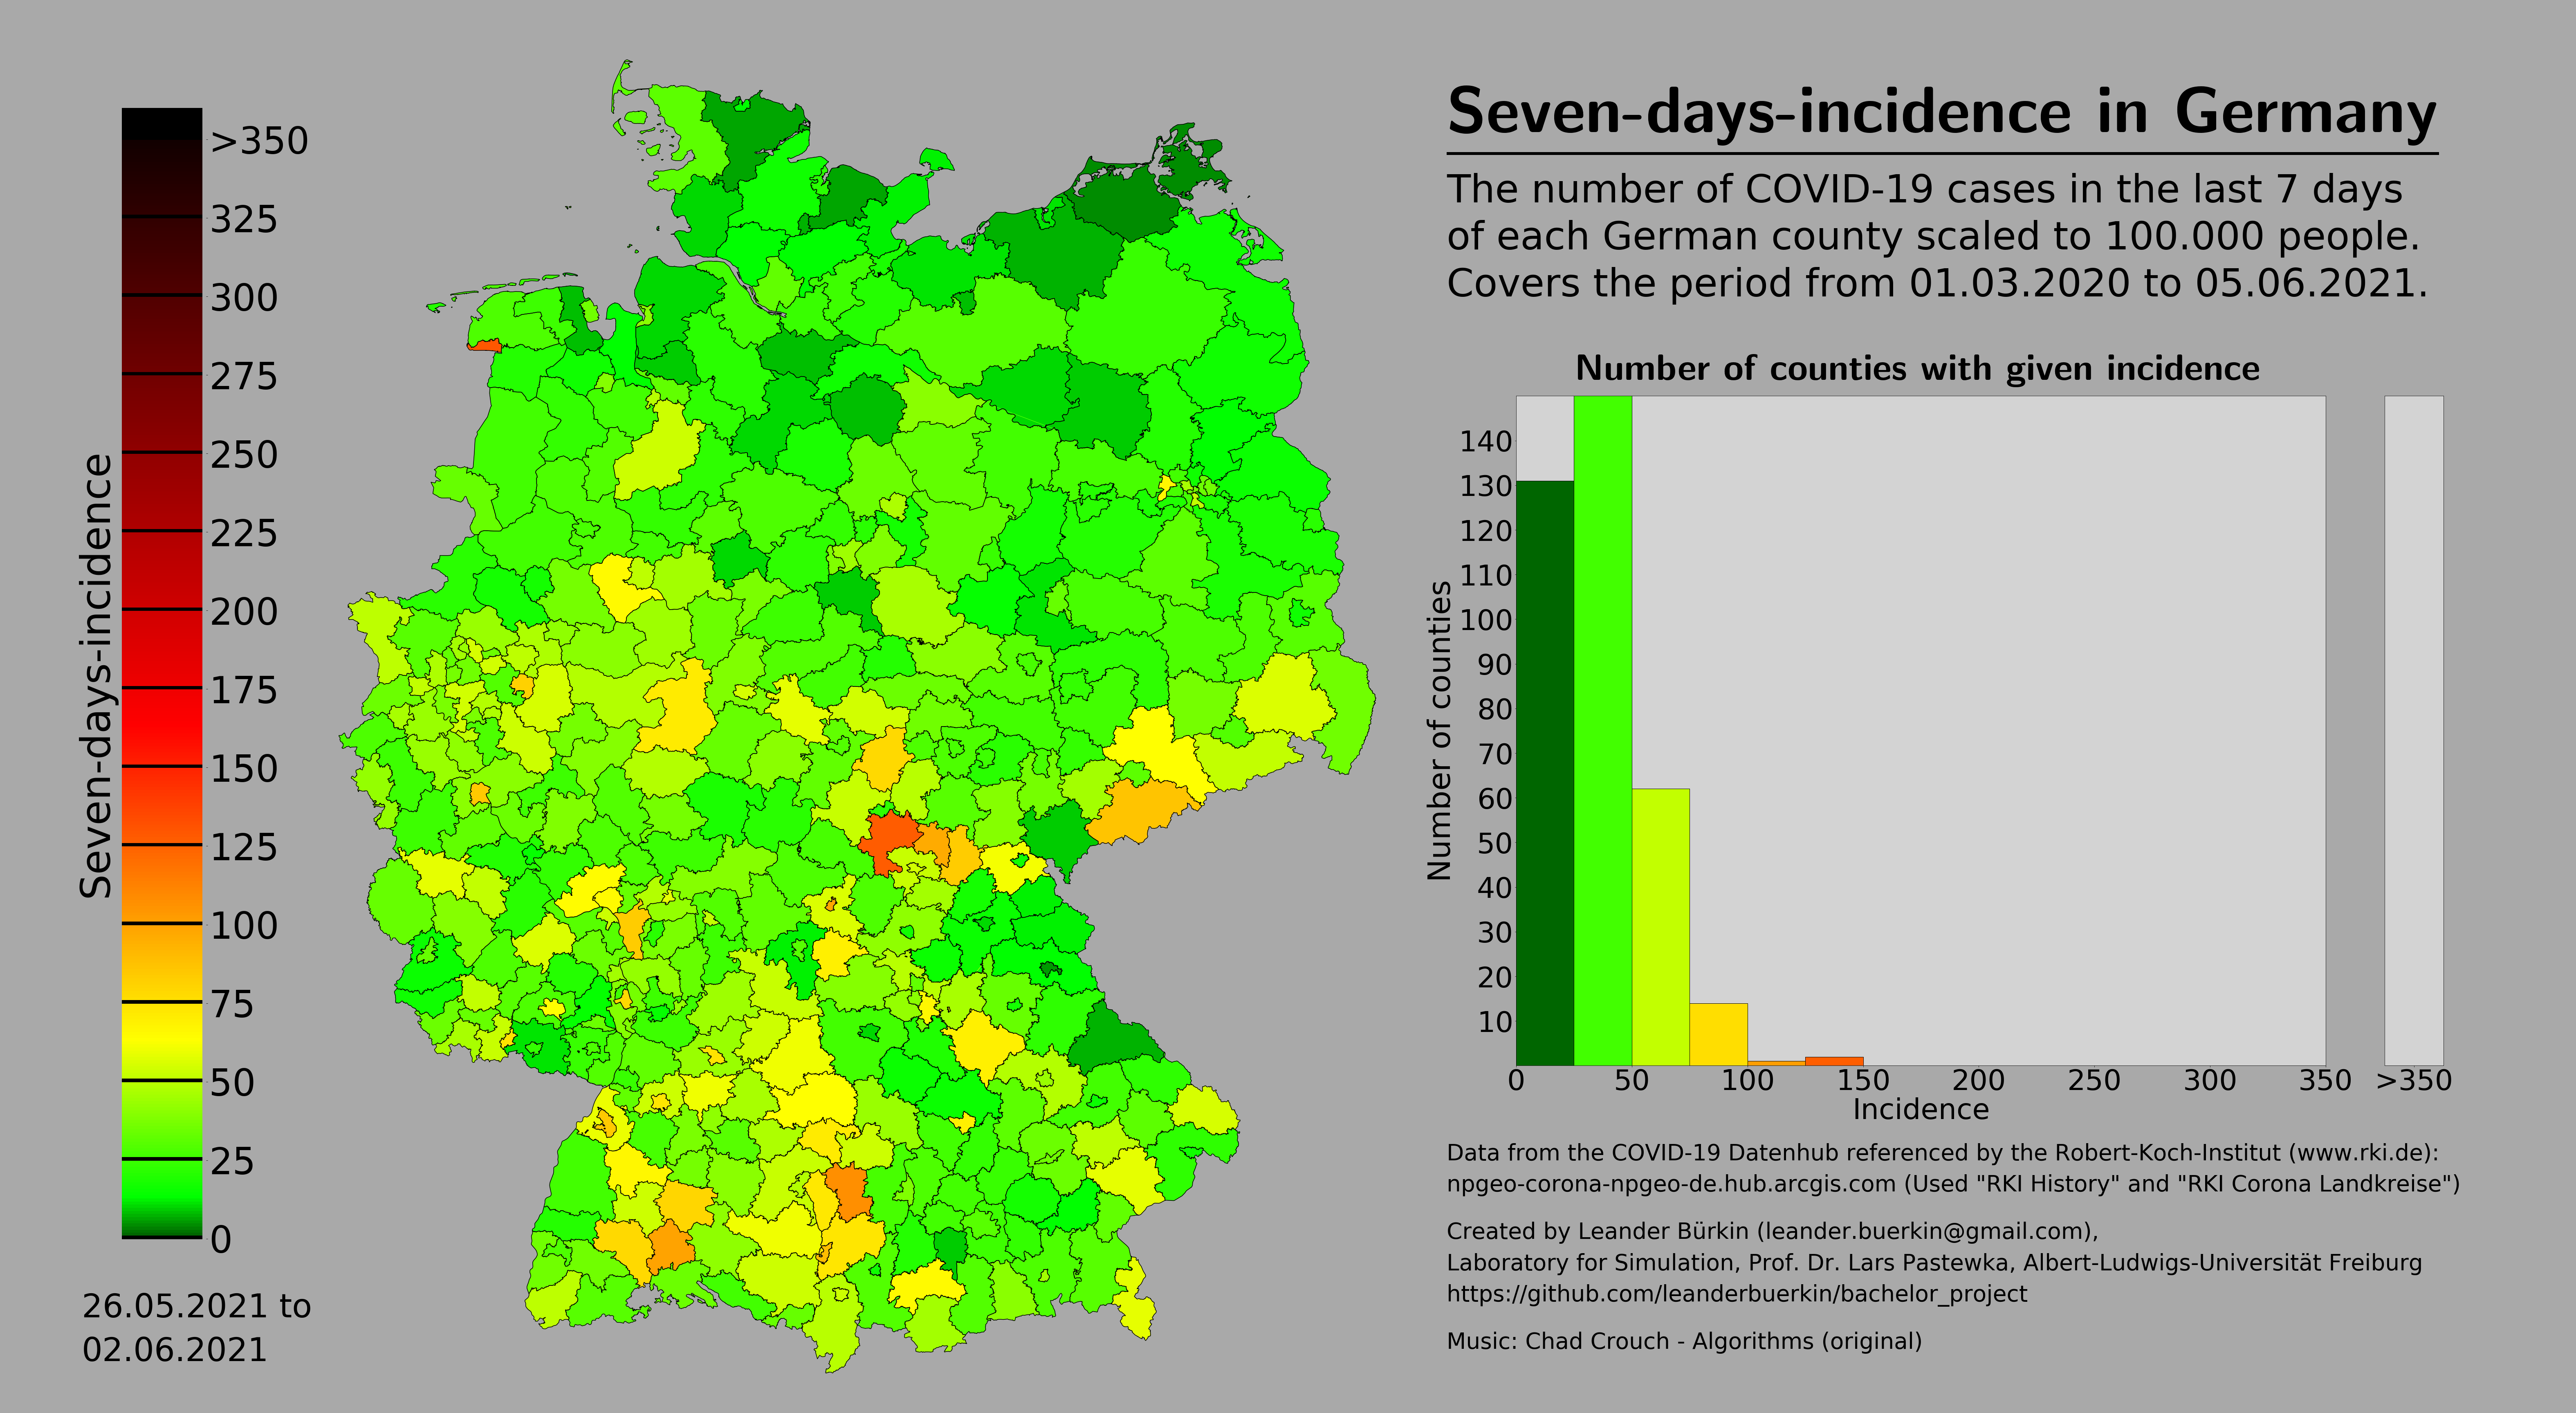 Seven-days-incidence in Germany
The number of COVID-19 cases in the last 7 days
of each German county scaled to 100.000 people.
Covers the period from 01.03.2020 to 05.06.2021.
Seven-days-incidence
>350
325
300
275
250
225
200
175
150
125
100
75
50
25
0
26.05.2021 to
02.06.2021
Number of counties with given incidence
Number of counties
140
130
120
110
100
90
80
70
60
50
40
30
20
10
0 50 100 150 200 250 300 350 >350
Incidence
Data from the COVID-19 Datenhub referenced by the Robert-Koch-Institut (www.rki.de):
npgeo-corona-npgeo-de.hub.arcgis.com (Used "RKI History" and "RKI Corona Landkreise")
Created by Leander Bürkin (leander.buerkin@gmail.com),
Laboratory for Simulation, Prof. Dr. Lars Pastewka, Albert-Ludwigs-Universität Freiburg
https://github.com/leanderbuerkin/bachelor_project
Music: Chad Crouch - Algorithms (original)